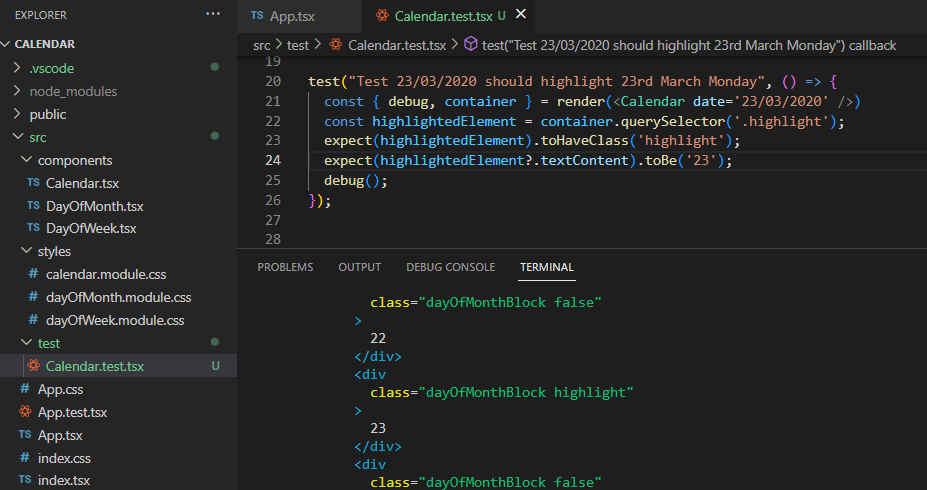 EXPLORER ···
CALENDAR
.vscode
node_modules
public
src
components
TS Calendar.tsx
TS DayOfMonth.tsx
TS DayOfWeek.tsx
styles
# calendar.module.css
# dayOfMonth.module.css
# dayOfWeek.module.css
test
Calendar.test.tsx U
# App.css
App.test.tsx
TS App.tsx
# index.css
TS index.tsx
TS App.tsx
Calendar.test.tsx U
src > test > Calendar.test.tsx > test("Test 23/03/2020 should highlight 23rd March Monday") callback
19
20 test("Test 23/03/2020 should highlight 23rd March Monday", () => {
21 const { debug, container } = render(<Calendar date='23/03/2020' />)
22 const highlightedElement = container.querySelector('.highlight');
23 expect(highlightedElement).toHaveClass('highlight');
24 expect(highlightedElement?.textContent).toBe('23');
25 debug();
26 });
27
28
PROBLEMS OUTPUT DEBUG CONSOLE TERMINAL
class="dayOfMonthBlock false"
>
22
</div>
<div
class="dayOfMonthBlock highlight"
>
23
</div>
<div
class="dayOfMonthBlock false"